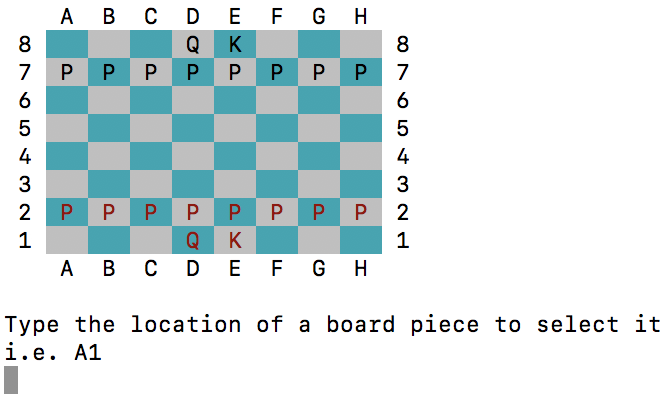 A B C D E F G H
8 Q K 8
7 P P P P P P P P 7
6 6
5 5
4 4
3 3
2 P P P P P P P P 2
1 Q K 1
A B C D E F G H
Type the location of a board piece to select it
i.e. A1